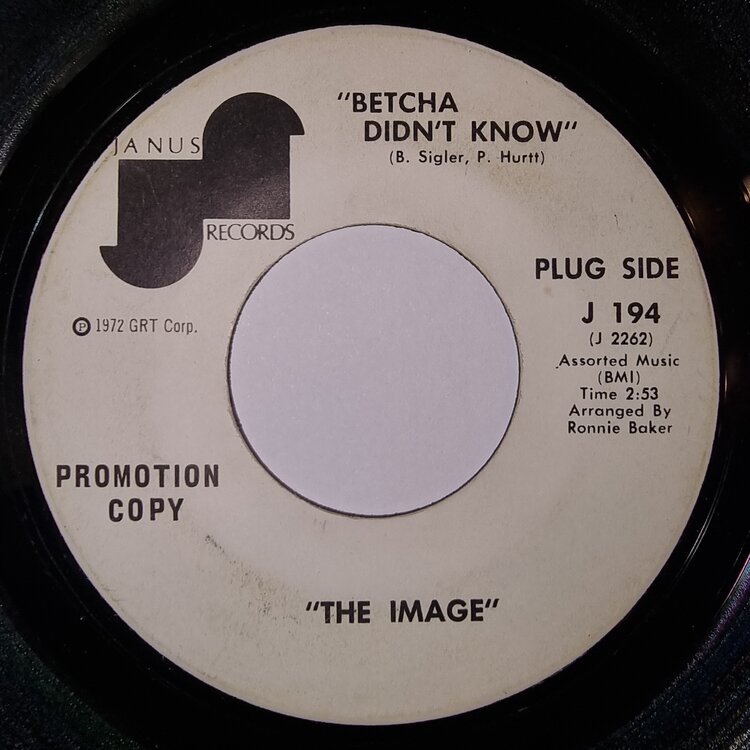 JANUS
RECORDS
"BETCHA
DIDN'T KNOW"
(B. Sigler, P. Hurtt)
PLUG SIDE
J 194
(J 2262)
Assorted Music
(BMI)
Time 2:53
Arranged By
Ronnie Baker
Ⓟ 1972 GRT Corp.
PROMOTION
COPY
"THE IMAGE"